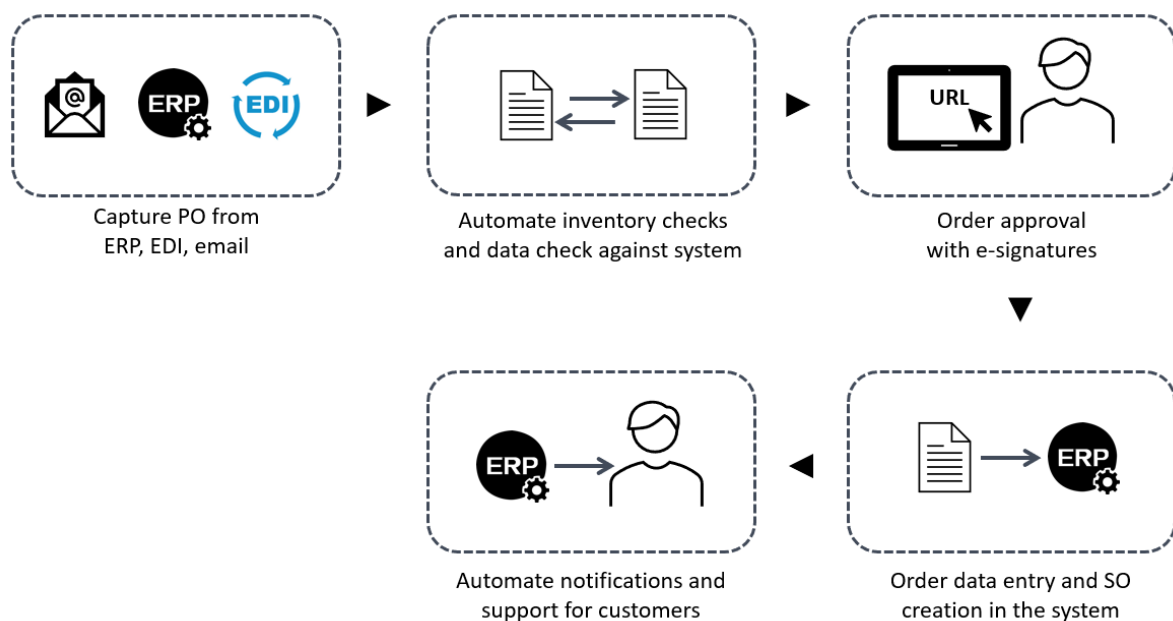 @
ERP
EDI
URL
Capture PO from
ERP, EDI, email
Automate inventory checks
and data check against system
Order approval
with e-signatures
ERP
ERP
Automate notifications and
support for customers
Order data entry and SO
creation in the system